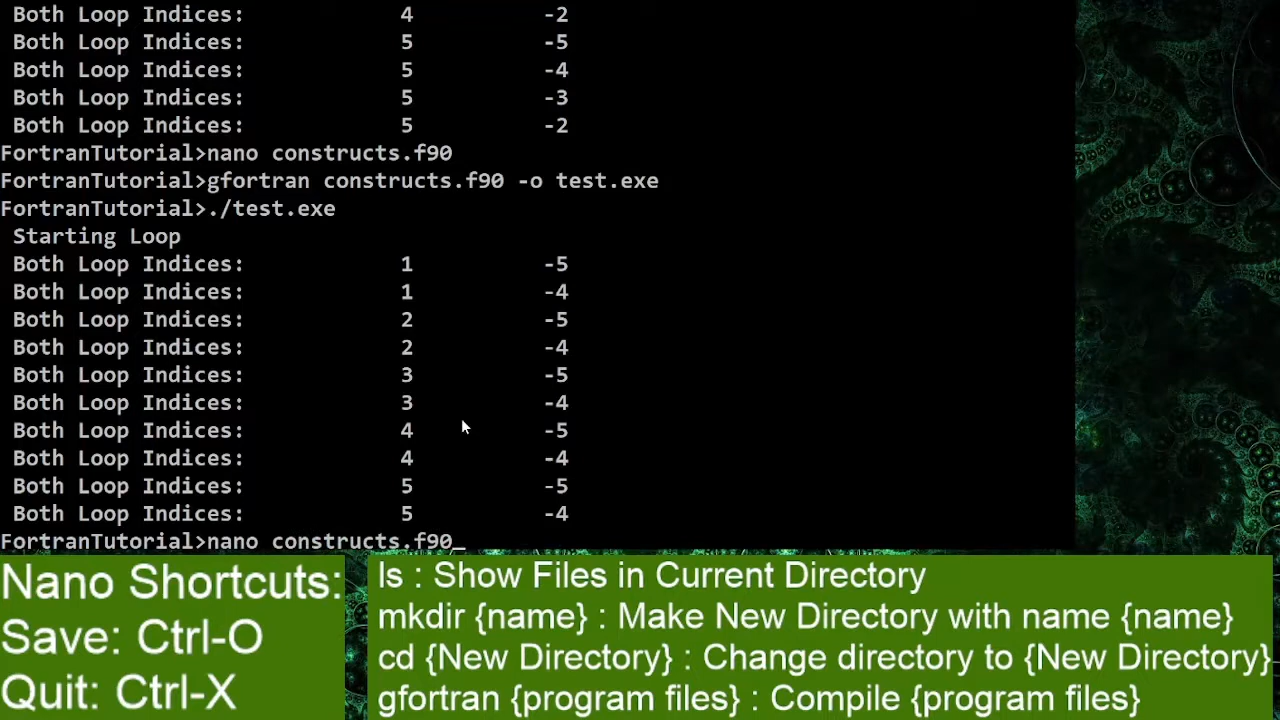 Both Loop Indices: 4 -2
Both Loop Indices: 5 -5
Both Loop Indices: 5 -4
Both Loop Indices: 5 -3
Both Loop Indices: 5 -2
FortranTutorial>nano constructs.f90
FortranTutorial>gfortran constructs.f90 -o test.exe
FortranTutorial>./test.exe
Starting Loop
Both Loop Indices: 1 -5
Both Loop Indices: 1 -4
Both Loop Indices: 2 -5
Both Loop Indices: 2 -4
Both Loop Indices: 3 -5
Both Loop Indices: 3 -4
Both Loop Indices: 4 -5
Both Loop Indices: 4 -4
Both Loop Indices: 5 -5
Both Loop Indices: 5 -4
FortranTutorial>nano constructs.f90_
Nano Shortcuts:
Save: Ctrl-O
Quit: Ctrl-X
ls : Show Files in Current Directory
mkdir {name} : Make New Directory with name {name}
cd {New Directory} : Change directory to {New Directory}
gfortran {program files} : Compile {program files}